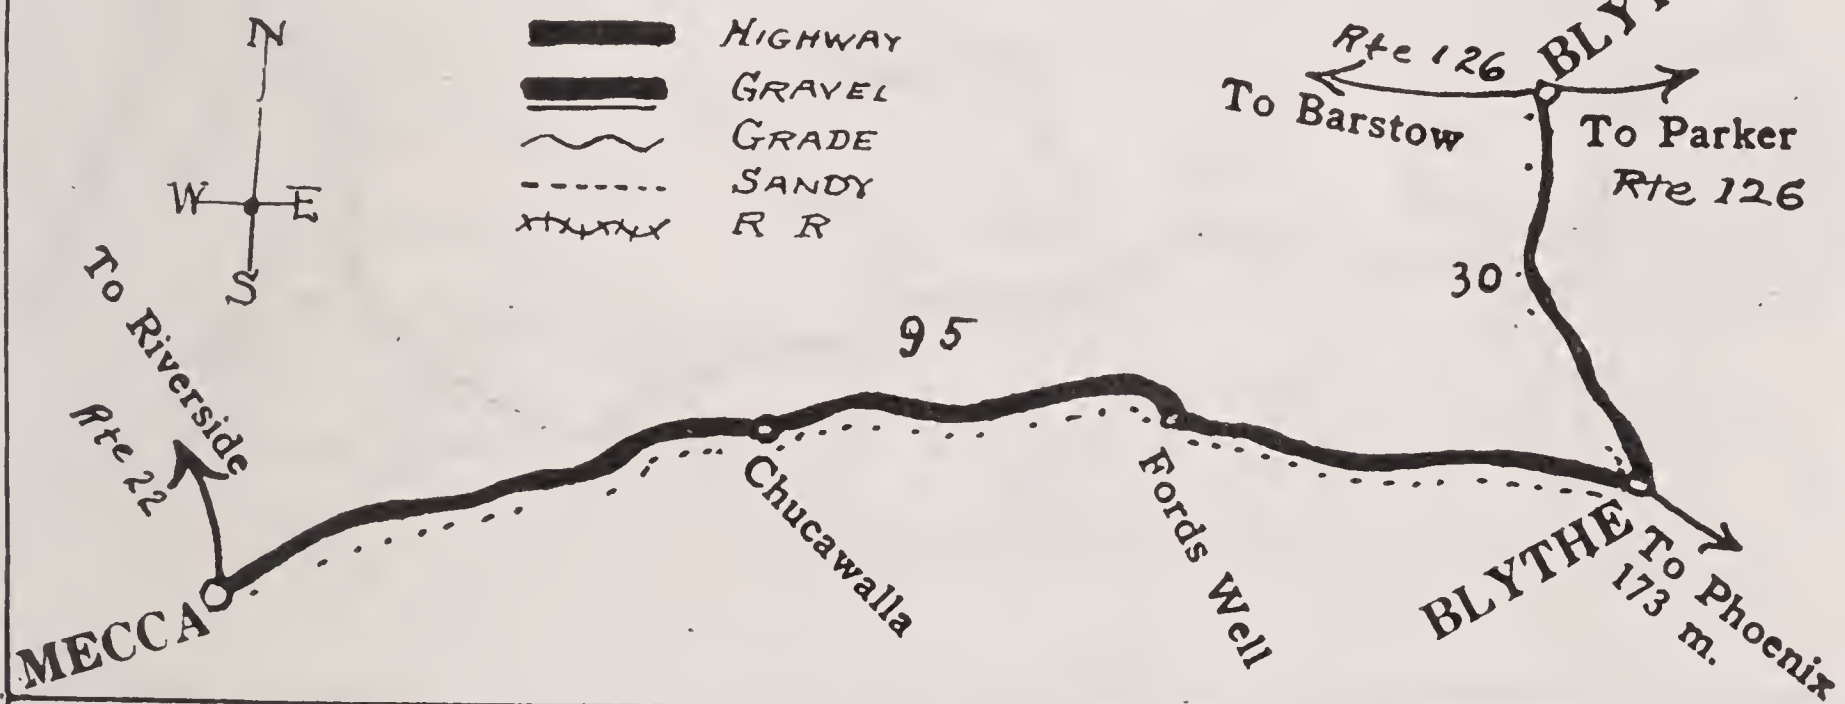 N
W E
S
HIGHWAY
GRAVEL
GRADE
SANDY
R R
Rte 126
To Barstow
To Parker
Rte 126
30
95
To Riverside
Rte 22
MECCA
Chucawalla
Fords Well
BLYTHE
To Phoenix
173 m.